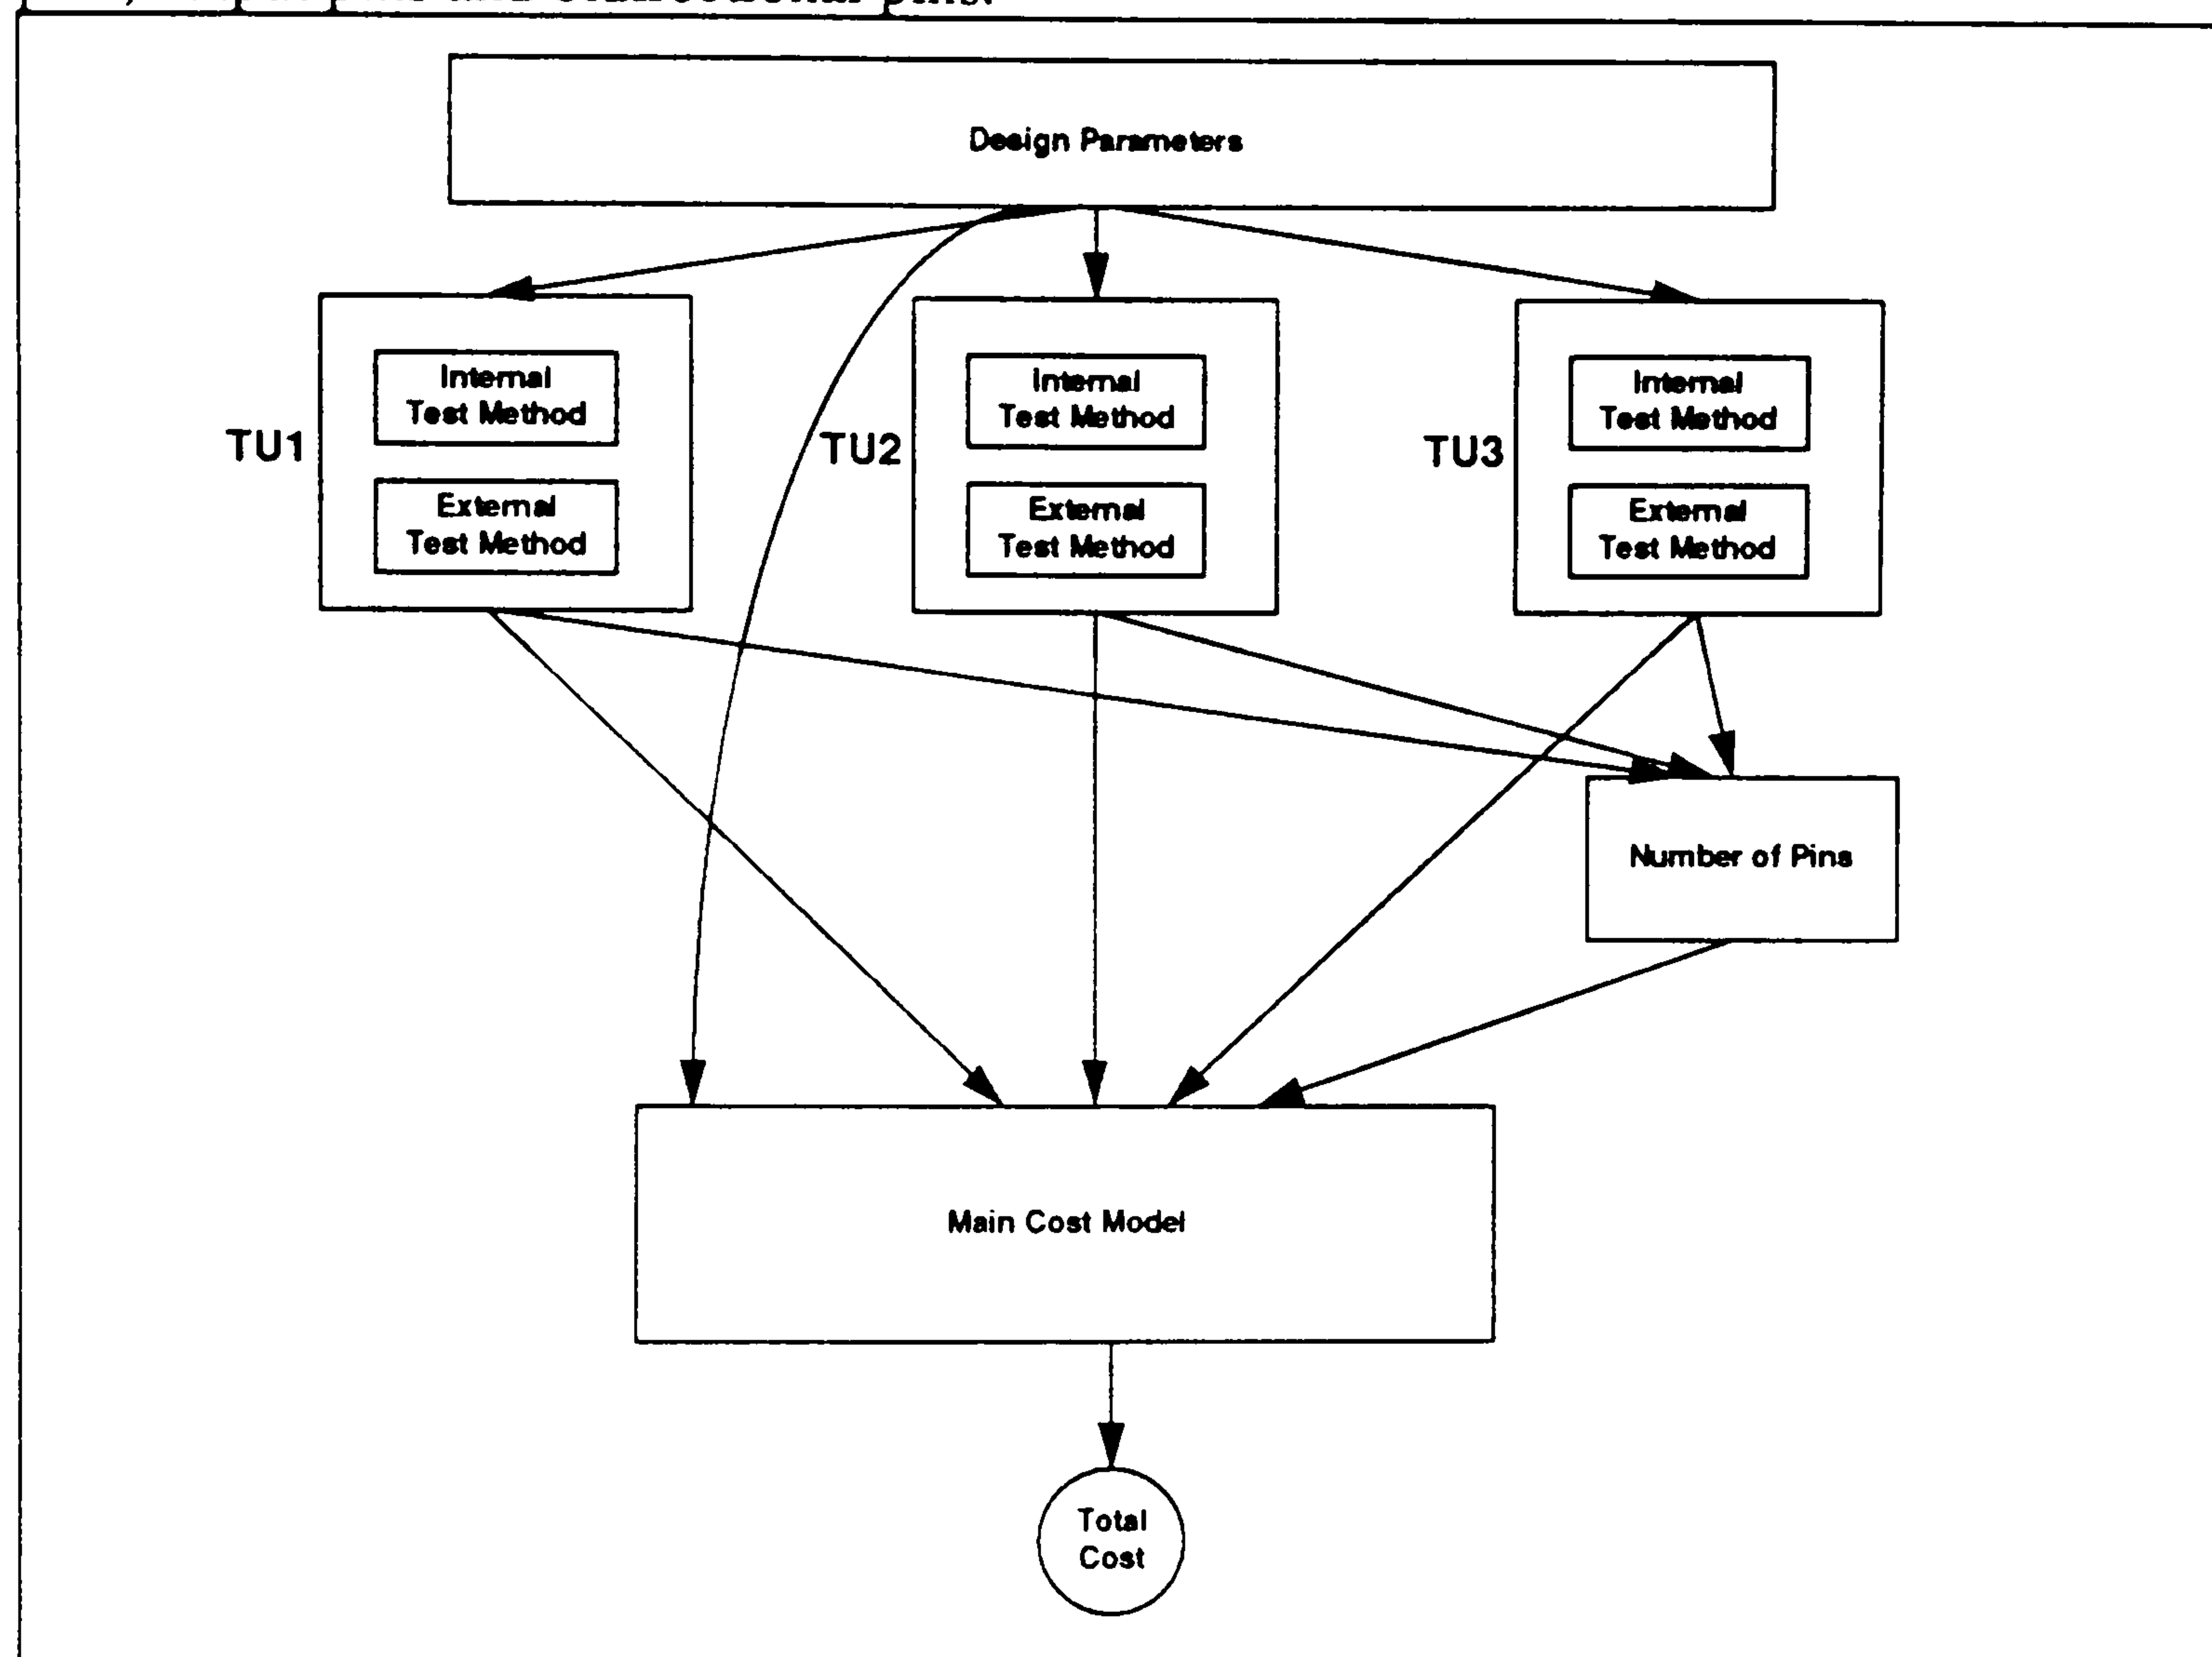 pins.
Design Parameters
Internal
Test Method
External
Test Method
TU1
Internal
Test Method
External
Test Method
TU2
Internal
Test Method
External
Test Method
TU3
Number of Pins
Main Cost Model
Total
Cost